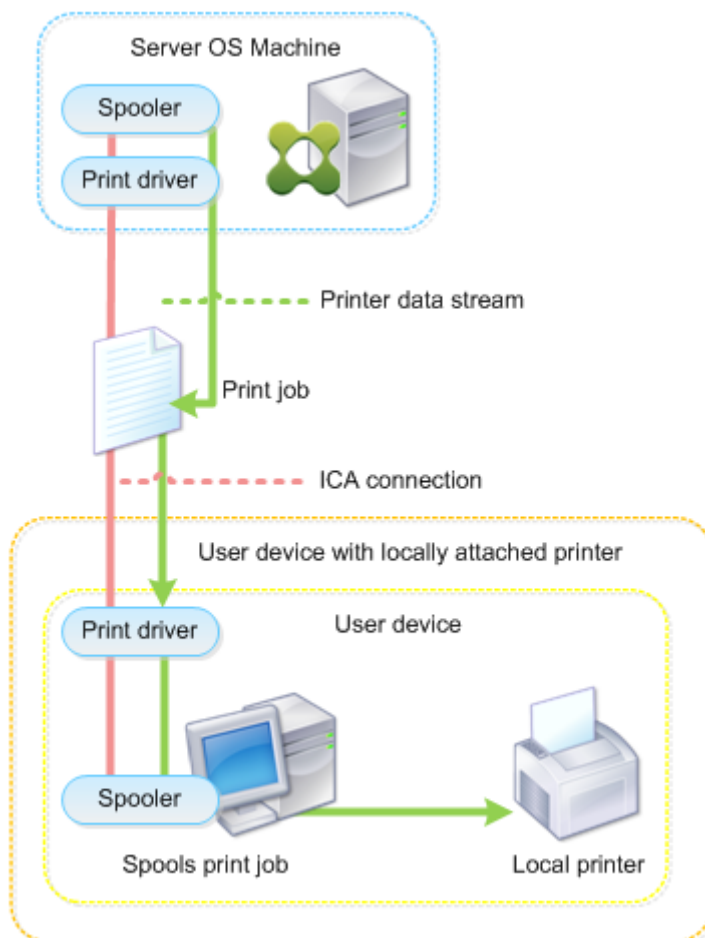 Server OS Machine
Spooler
Print driver
Printer data stream
Print job
ICA connection
User device with locally attached printer
Print driver
User device
Spooler
Spools print job
Local printer